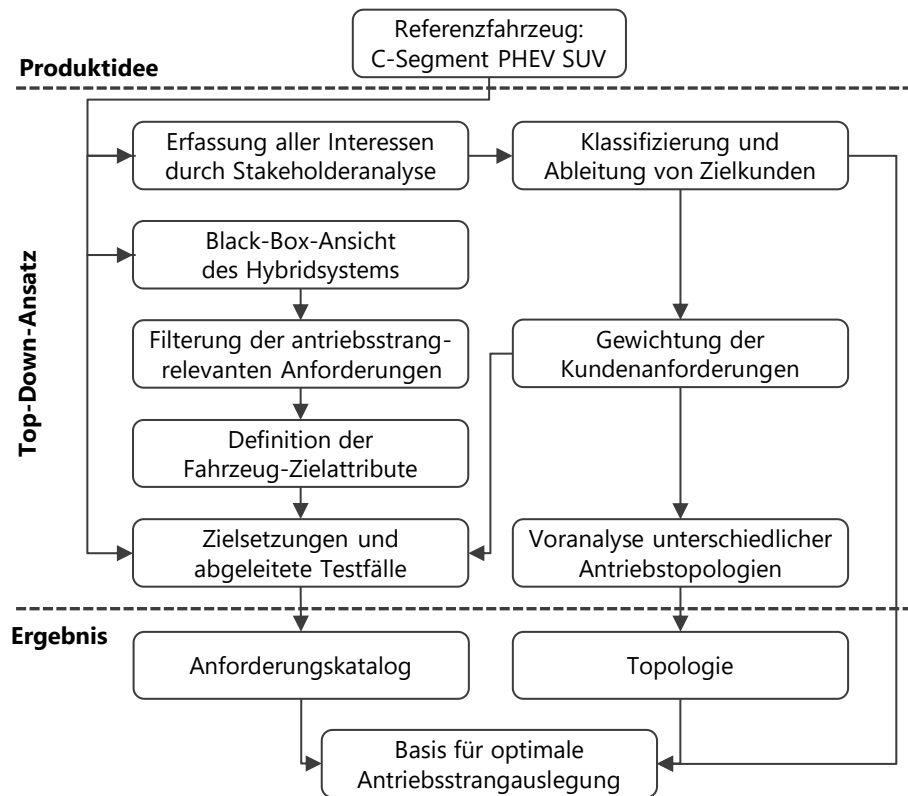 Referenzfahrzeug:
C-Segment PHEV SUV
Produktidee
Erfassung aller Interessen
durch Stakeholderanalyse
Klassifizierung und
Ableitung von Zielkunden
Top-Down-Ansatz
Black-Box-Ansicht
des Hybridsystems
Filterung der antriebsstrang-
relevanten Anforderungen
Gewichtung der
Kundenanforderungen
Definition der
Fahrzeug-Zielattribute
Zielsetzungen und
abgeleitete Testfälle
Voranalyse unterschiedlicher
Antriebstopologien
Ergebnis
Anforderungskatalog
Topologie
Basis für optimale
Antriebsstrangauslegung